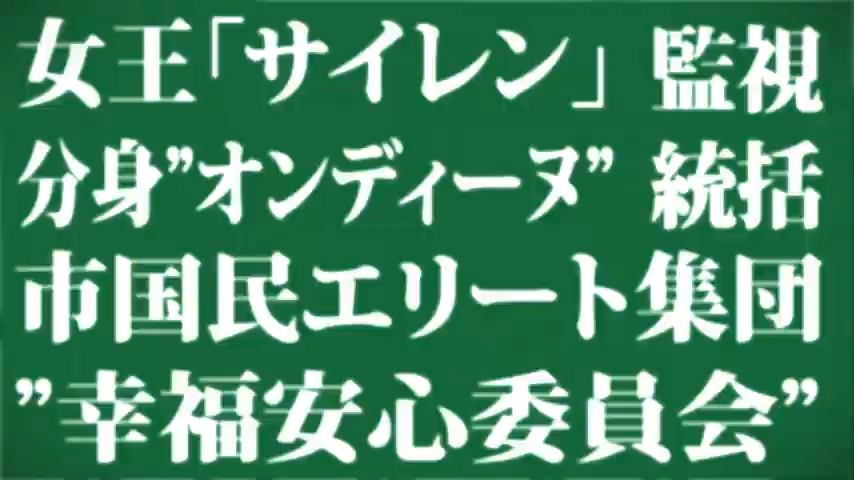 女王「サイレン」 監視
分身”オンディーヌ” 統括
市国民エリート集団
”幸福安心委員会”